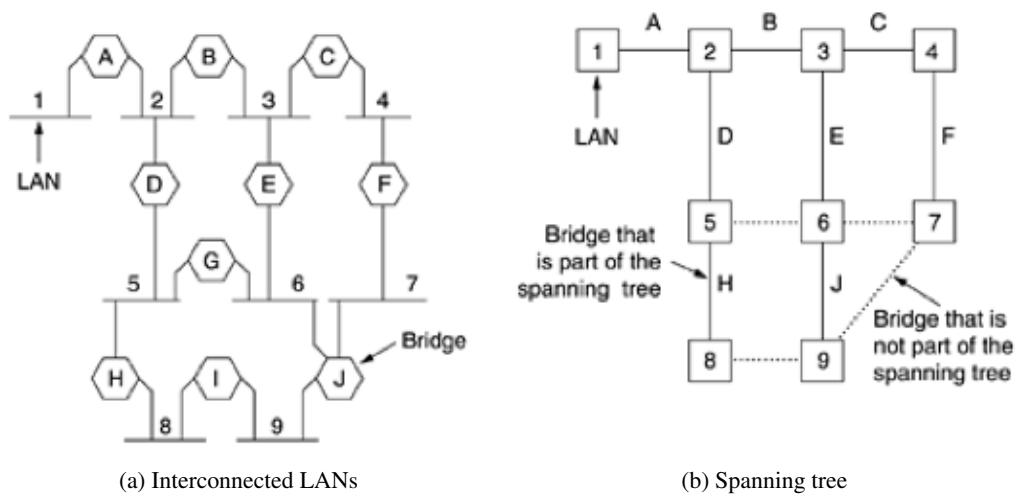 A B C
1 2 3 4
LAN
D E F
G
5 6 7
Bridge
H I J
8 9
(a) Interconnected LANs
A B C
1 2 3 4
LAN
D E F
5 6 7
Bridge that
is part of the
spanning tree
H J
Bridge that is
not part of the
spanning tree
8 9
(b) Spanning tree